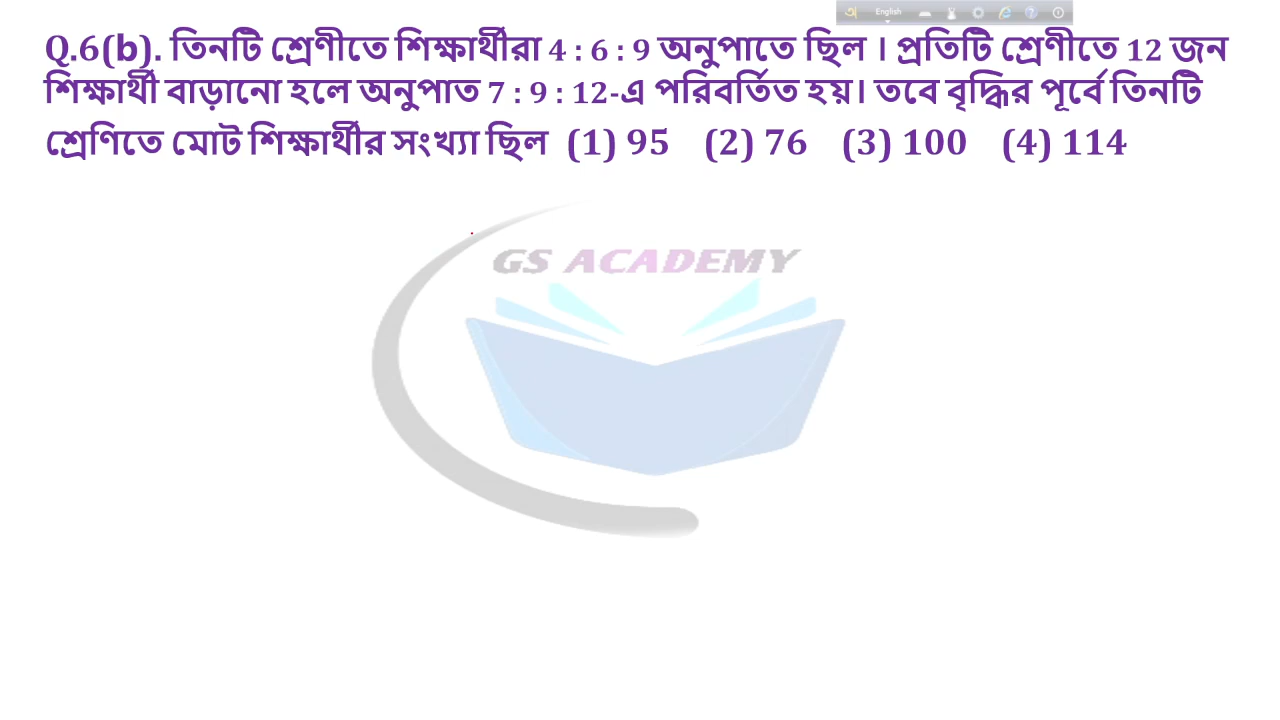 English
Q.6(b). তিনটি শ্রেণীতে শিক্ষার্থীরা 4 : 6 : 9 অনুপাতে ছিল । প্রতিটি শ্রেণীতে 12 জন
শিক্ষার্থী বাড়ানো হলে অনুপাত 7 : 9 : 12-এ পরিবর্তিত হয়। তবে বৃদ্ধির পূর্বে তিনটি
শ্রেণিতে মোট শিক্ষার্থীর সংখ্যা ছিল (1) 95 (2) 76 (3) 100 (4) 114
GS ACADEMY